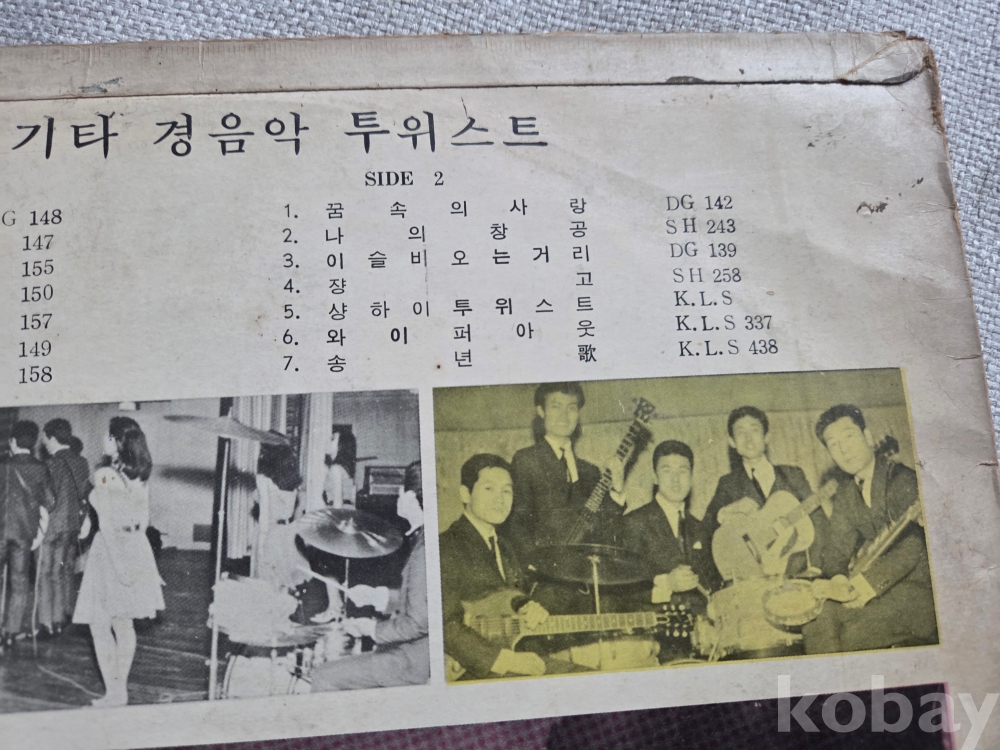 기타 경음악 투위스트
SIDE 2
G 148
147
155
150
157
149
158
1. 꿈 속 의 사 랑 DG 142
2. 나 의 창 공 SH 243
3. 이 슬 비 오 는 거 리 DG 139
4. 쟝 고 SH 258
5. 샹 하 이 투 위 스 트 K.L.S
6. 와 이 퍼 아 웃 K.L.S 337
7. 송 년 歌 K.L.S 438
kobay